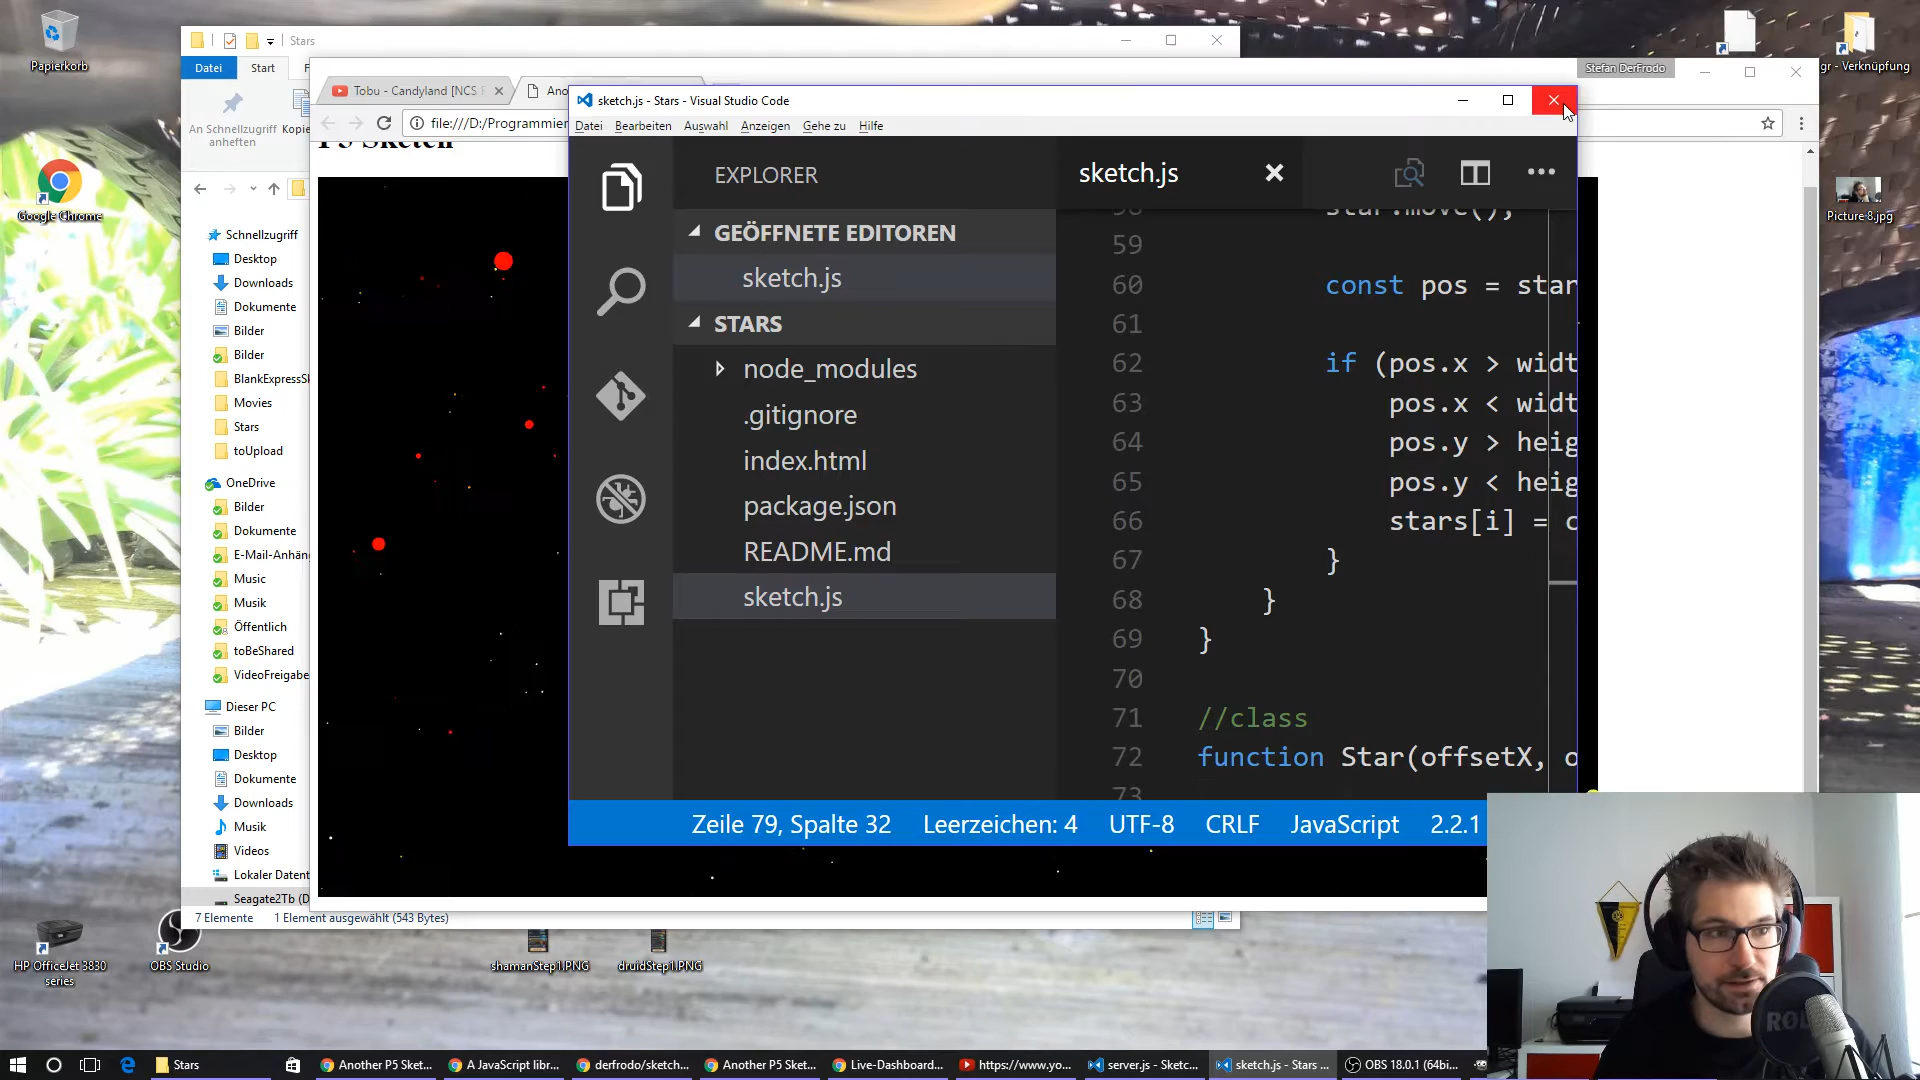 Papierkorb
Google Chrome
HP OfficeJet 3830
series
OBS Studio
shamanStep1.PNG
druidStep1.PNG
gr - Verknüpfung
Picture 8.jpg
Stars
Datei
Start
An Schnellzugriff
anheften
Schnellzugriff
Desktop
Downloads
Dokumente
Bilder
Bilder
Movies
Stars
toUpload
OneDrive
Bilder
Dokumente
Music
Musik
Öffentlich
toBeShared
Dieser PC
Bilder
Desktop
Dokumente
Downloads
Musik
Videos
Seagate2Tb (D
7 Elemente
1 Element ausgewählt (543 Bytes)
Stefan DerFrodo
Tobu - Candyland [NCS
file:///D:/Programmier
P5 Sketch
sketch.js - Stars - Visual Studio Code
Datei Bearbeiten Auswahl Anzeigen Gehe zu Hilfe
EXPLORER
GEÖFFNETE EDITOREN
sketch.js
STARS
node_modules
.gitignore
index.html
package.json
README.md
sketch.js
sketch.js
star.move();
59
60 const pos = star
61
62 if (pos.x > widt
63 pos.x < widt
64 pos.y > heig
65 pos.y < heig
66 stars[i] = c
67 }
68 }
69 }
70
71 //class
72 function Star(offsetX, o
73
Zeile 79, Spalte 32 Leerzeichen: 4 UTF-8 CRLF JavaScript 2.2.1
RØD
Stars
Another P5 Sket...
A JavaScript libr...
derfrodo/sketch...
Another P5 Sket...
Live-Dashboard...
https://www.yo...
server.js - Sketc...
sketch.js - Stars ...
OBS 18.0.1 (64bi...